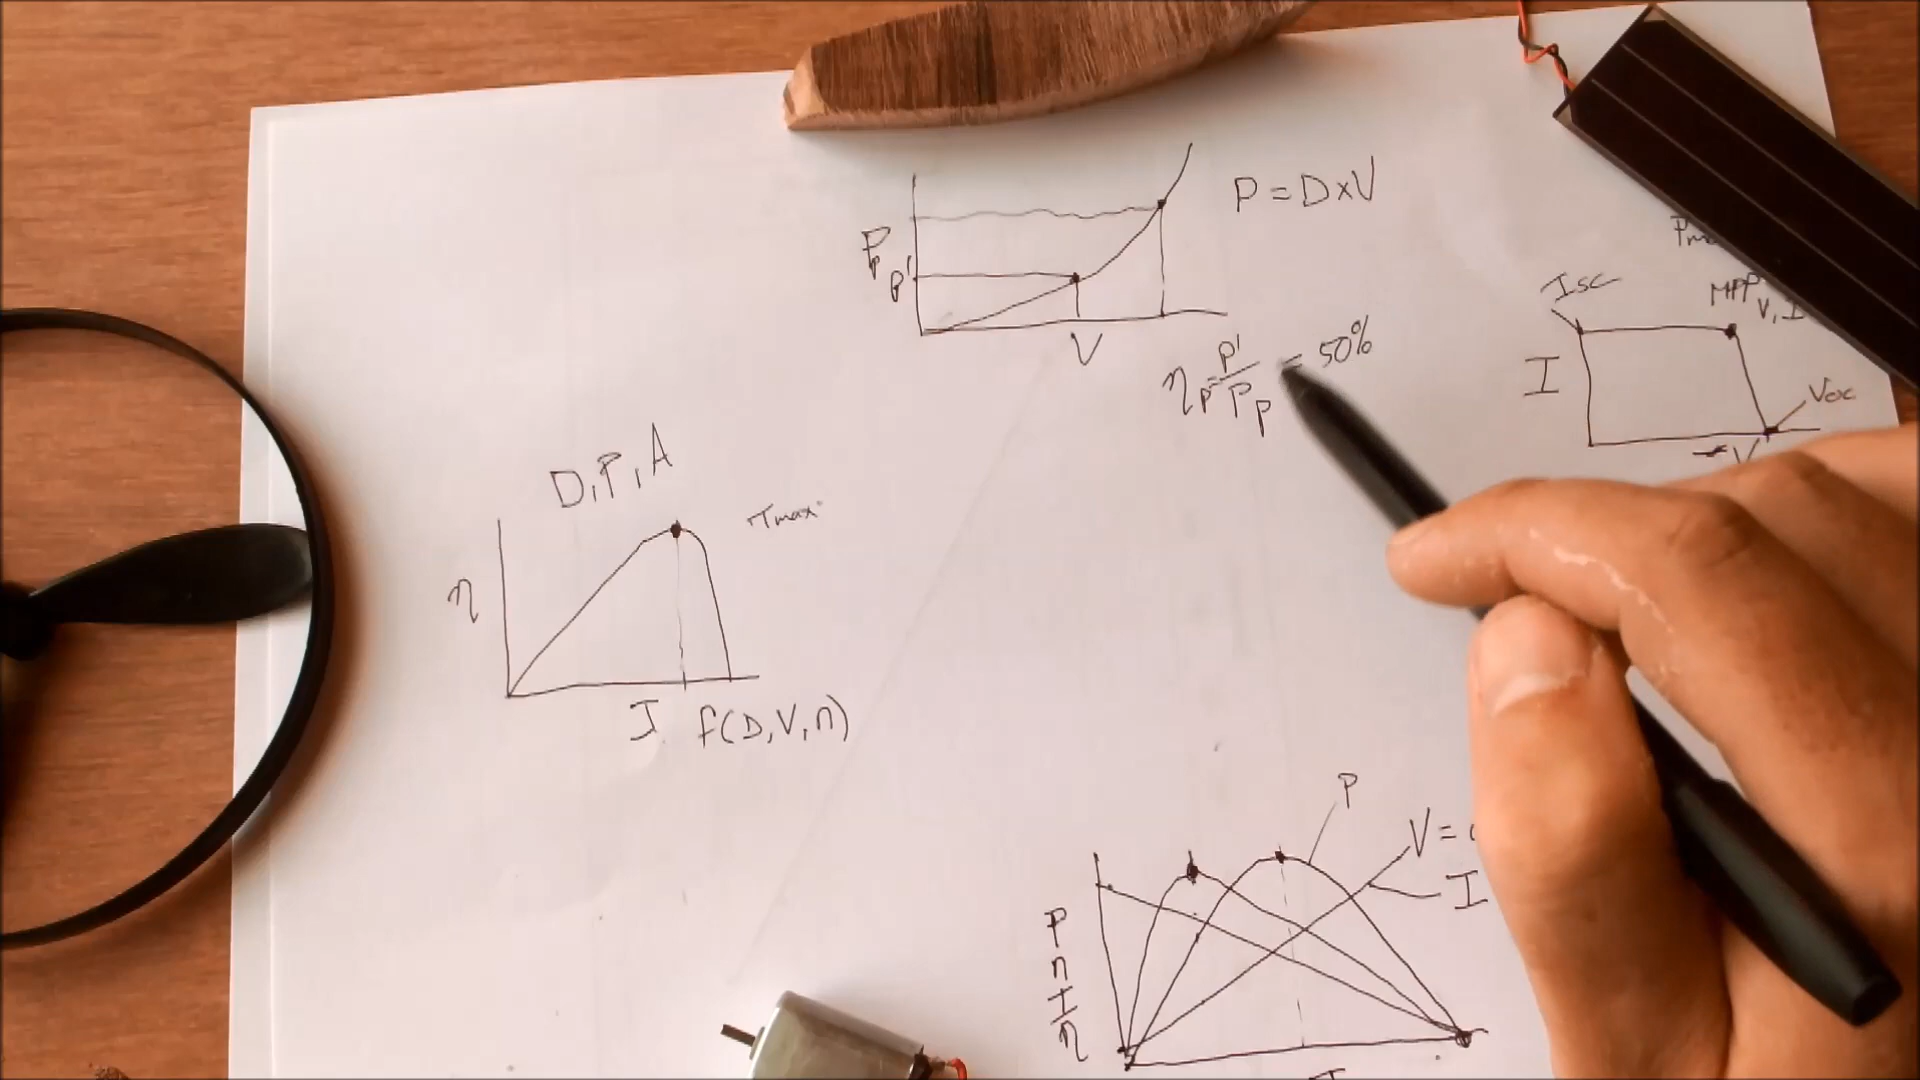 P = D x V
Pp
P'
V
ηp = P'/Pp = 50%
Isc
MPP
V, I
I
Voc
V
D, P, A
"Tmax"
η
J f(D, V, n)
P
V =
I
P
n
I
η